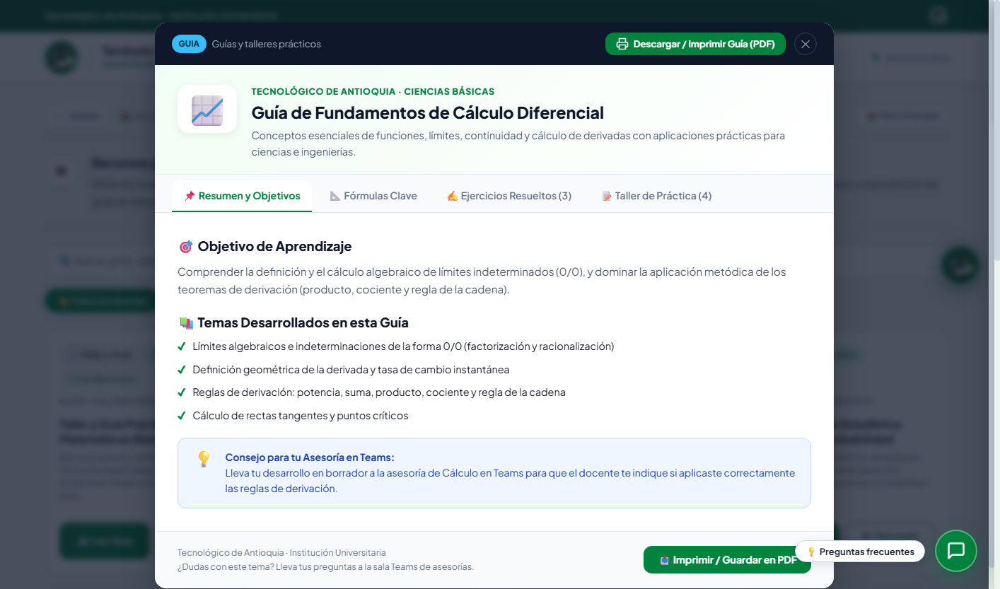 GUIA Guías y talleres prácticos
Descargar / Imprimir Guía (PDF)
TECNOLÓGICO DE ANTIOQUIA · CIENCIAS BÁSICAS
Guía de Fundamentos de Cálculo Diferencial
Conceptos esenciales de funciones, límites, continuidad y cálculo de derivadas con aplicaciones prácticas para
ciencias e ingenierías.
Resumen y Objetivos
Fórmulas Clave
Ejercicios Resueltos (3)
Taller de Práctica (4)
Objetivo de Aprendizaje
Comprender la definición y el cálculo algebraico de límites indeterminados (0/0), y dominar la aplicación metódica de los
teoremas de derivación (producto, cociente y regla de la cadena).
Temas Desarrollados en esta Guía
✔ Límites algebraicos e indeterminaciones de la forma 0/0 (factorización y racionalización)
✔ Definición geométrica de la derivada y tasa de cambio instantánea
✔ Reglas de derivación: potencia, suma, producto, cociente y regla de la cadena
✔ Cálculo de rectas tangentes y puntos críticos
Consejo para tu Asesoría en Teams:
Lleva tu desarrollo en borrador a la asesoría de Cálculo en Teams para que el docente te indique si aplicaste correctamente
las reglas de derivación.
Tecnológico de Antioquia · Institución Universitaria
¿Dudas con este tema? Lleva tus preguntas a la sala Teams de asesorías.
Imprimir / Guardar en PDF
Preguntas frecuentes